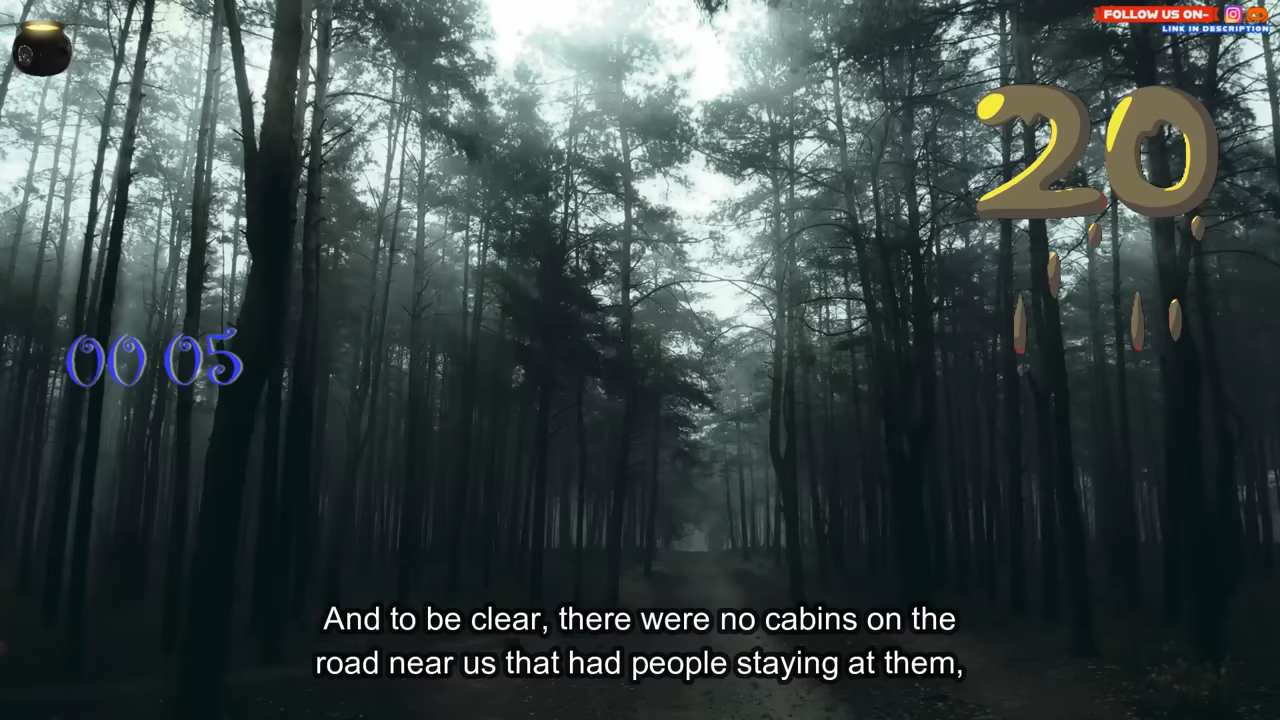 FOLLOW US ON-
LINK IN DESCRIPTION
20
00 05
And to be clear, there were no cabins on the
road near us that had people staying at them,